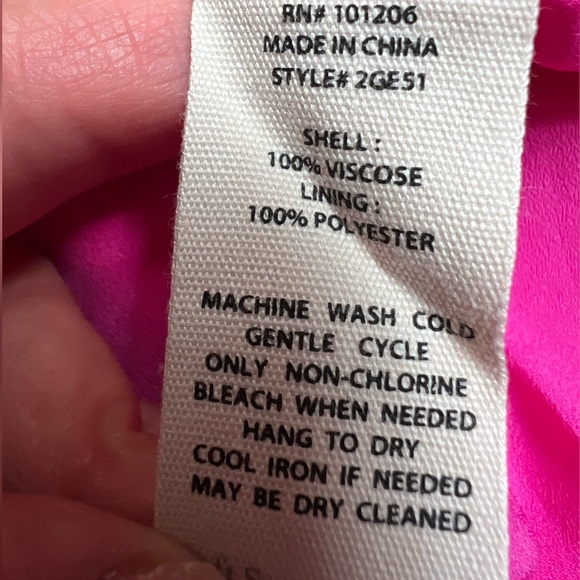 RN# 101206
MADE IN CHINA
STYLE# 2GE51
SHELL :
100% VISCOSE
LINING :
100% POLYESTER
MACHINE WASH COLD
GENTLE CYCLE
ONLY NON-CHLORINE
BLEACH WHEN NEEDED
HANG TO DRY
COOL IRON IF NEEDED
MAY BE DRY CLEANED